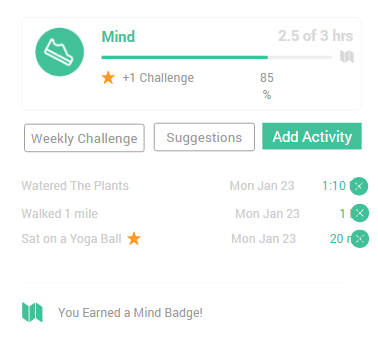 Mind 2.5 of 3 hrs
+1 Challenge 85
%
Weekly Challenge Suggestions Add Activity
Watered The Plants Mon Jan 23 1:10
Walked 1 mile Mon Jan 23 1
Sat on a Yoga Ball Mon Jan 23 20
You Earned a Mind Badge!